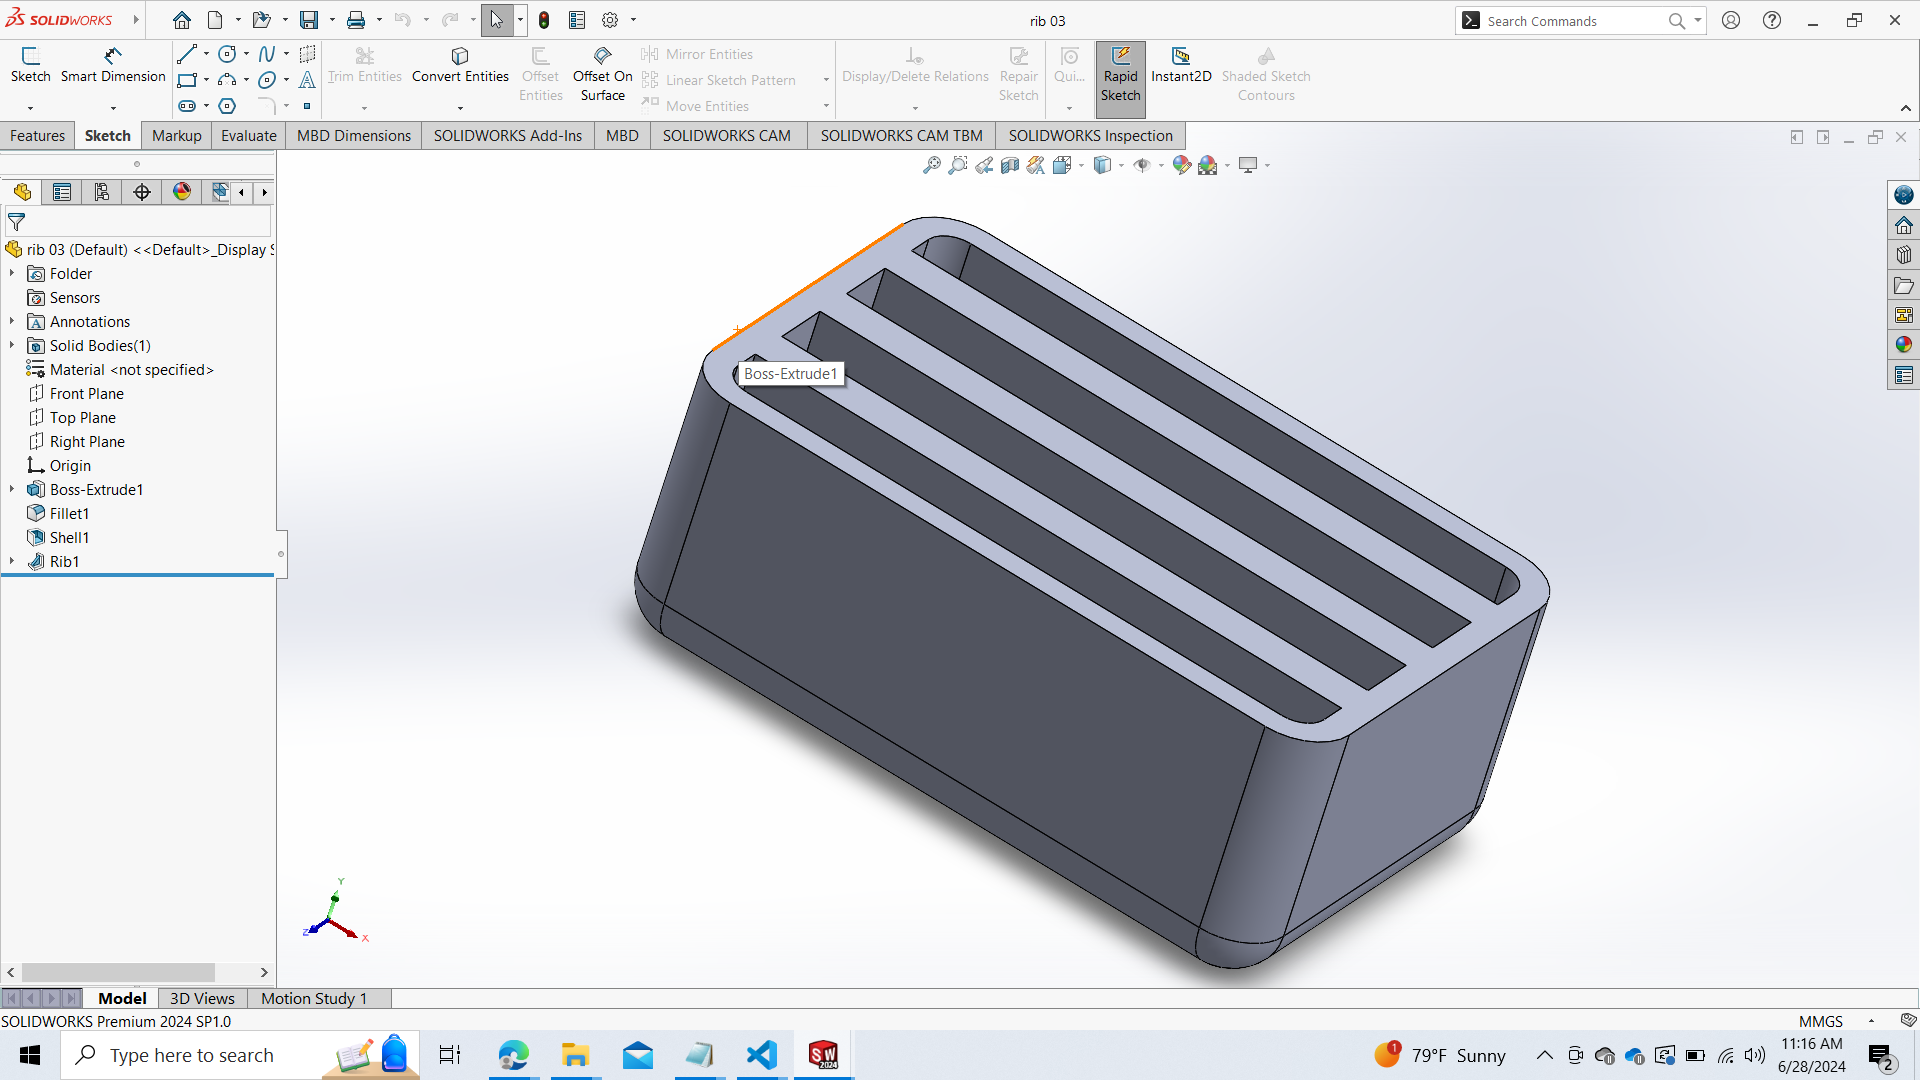 SOLIDWORKS
rib 03
Search Commands
Sketch
Smart Dimension
Trim Entities
Convert Entities
Offset Entities
Offset On Surface
Mirror Entities
Linear Sketch Pattern
Move Entities
Display/Delete Relations
Repair Sketch
Qui...
Rapid Sketch
Instant2D
Shaded Sketch Contours
Features
Sketch
Markup
Evaluate
MBD Dimensions
SOLIDWORKS Add-Ins
MBD
SOLIDWORKS CAM
SOLIDWORKS CAM TBM
SOLIDWORKS Inspection
rib 03 (Default) <<Default>_Display S
Folder
Sensors
Annotations
Solid Bodies(1)
Material <not specified>
Front Plane
Top Plane
Right Plane
Origin
Boss-Extrude1
Fillet1
Shell1
Rib1
Boss-Extrude1
Y
Z
X
Model
3D Views
Motion Study 1
SOLIDWORKS Premium 2024 SP1.0
MMGS
Type here to search
SW
2024
1
79°F Sunny
11:16 AM
6/28/2024
2